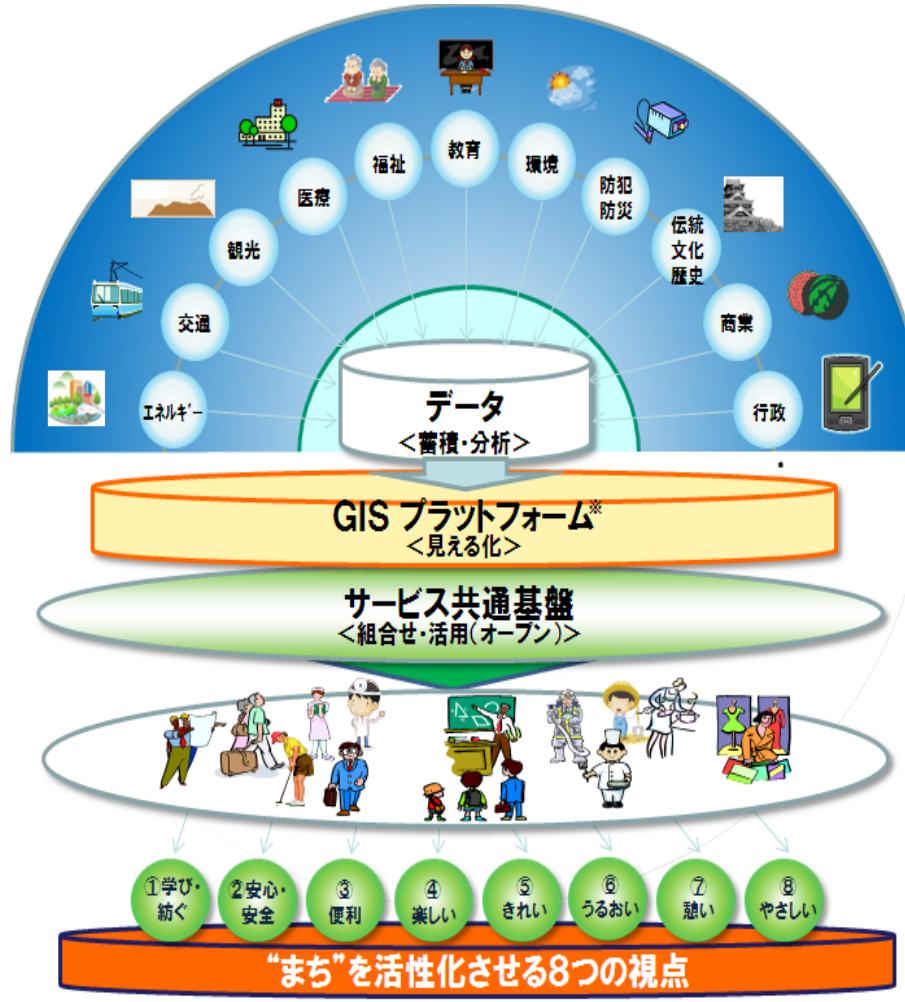 教育
福祉
環境
医療
防犯
防災
観光
伝統
文化
歴史
交通
商業
エネルギー
行政
データ
＜蓄積・分析＞
GIS プラットフォーム※
＜見える化＞
サービス共通基盤
＜組合せ・活用(オープン)＞
①学び・
紡ぐ
②安心・
安全
③
便利
④
楽しい
⑤
きれい
⑥
うるおい
⑦
憩い
⑧
やさしい
“まち”を活性化させる8つの視点